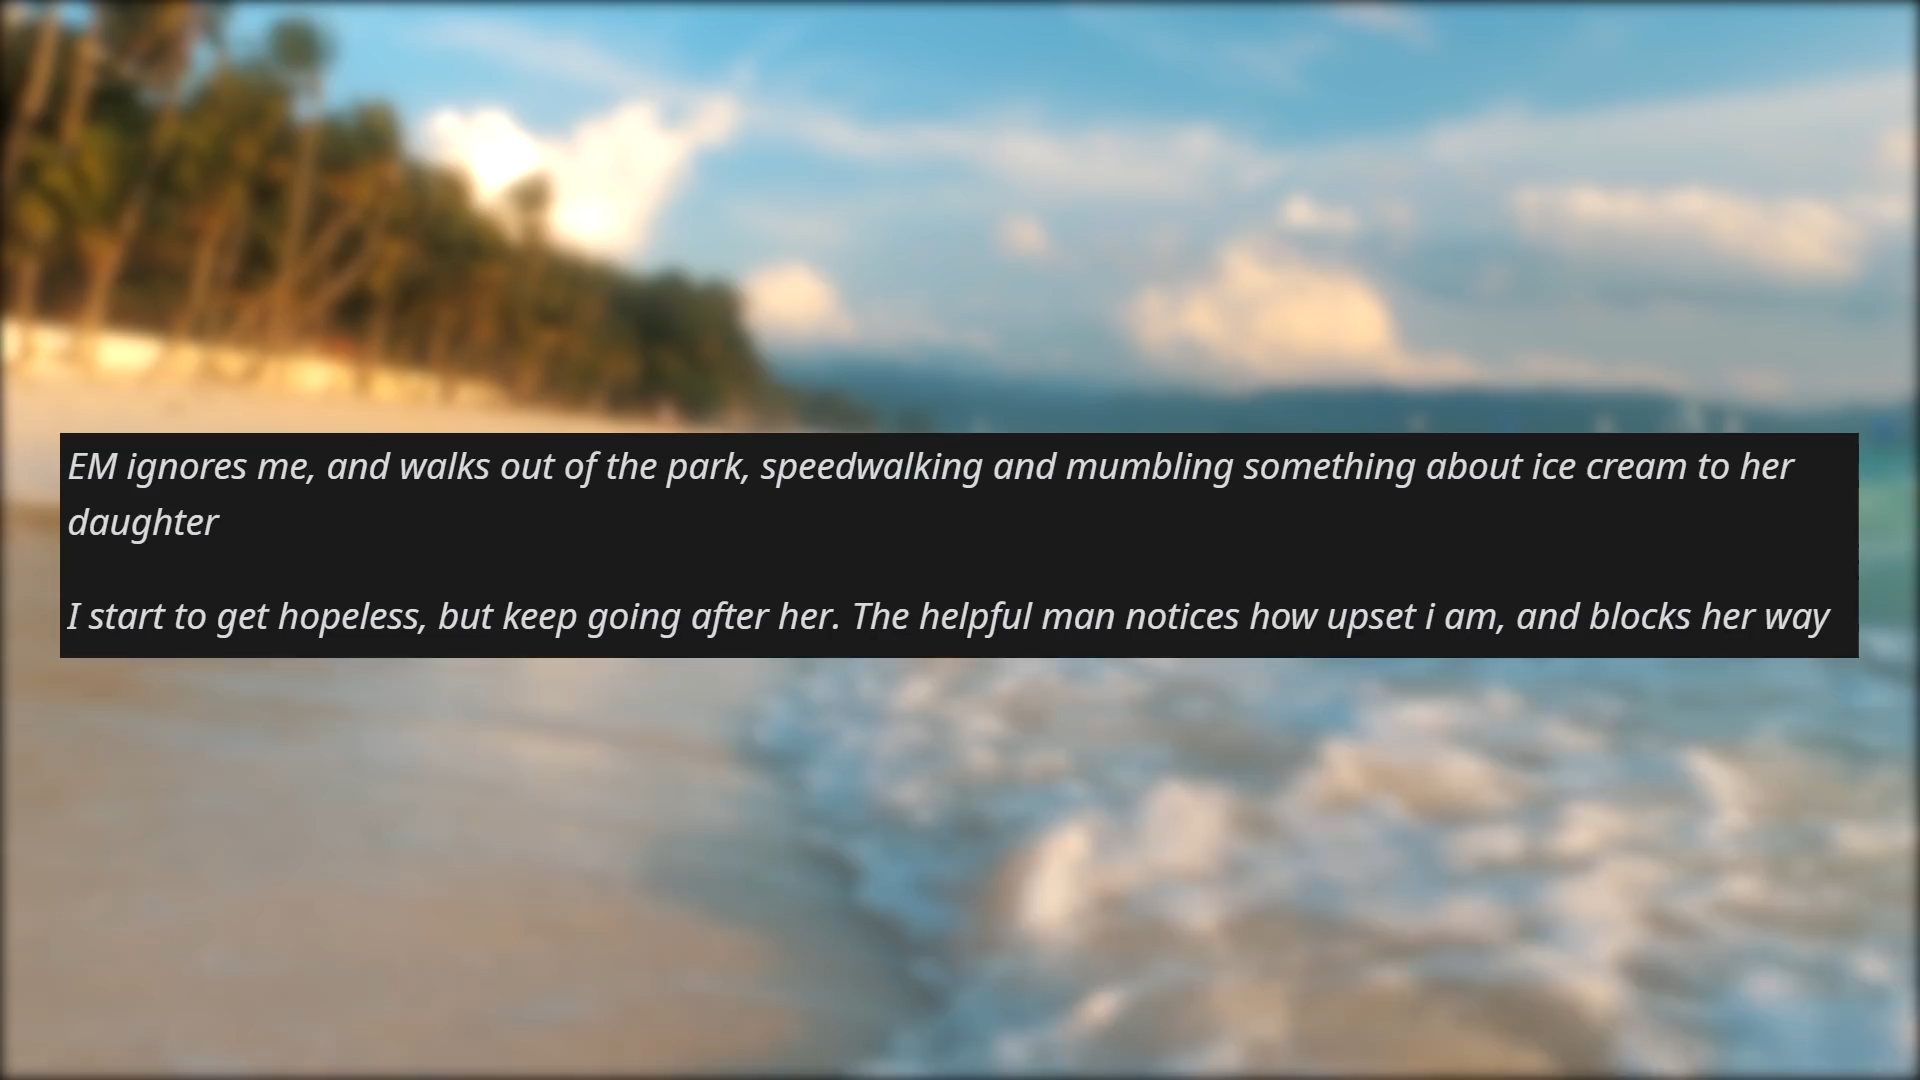 EM ignores me, and walks out of the park, speedwalking and mumbling something about ice cream to her
daughter
I start to get hopeless, but keep going after her. The helpful man notices how upset i am, and blocks her way